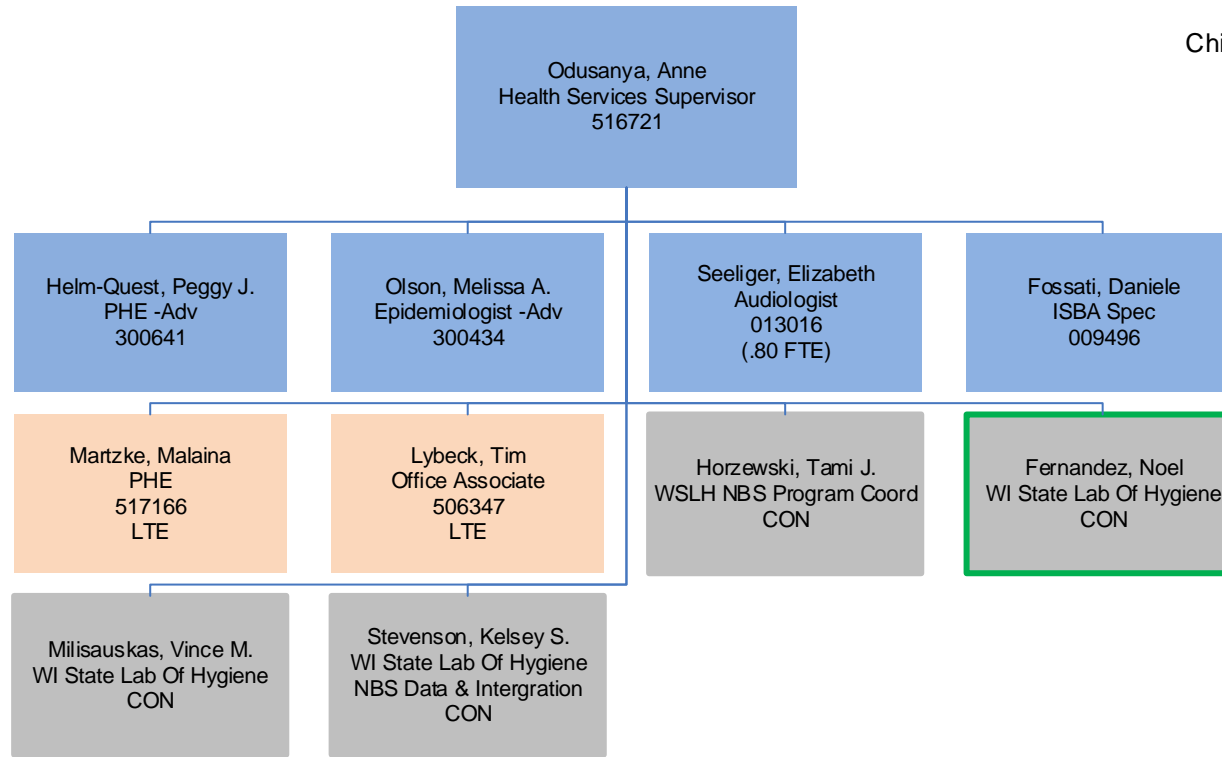 Chi
Odusanya, Anne
Health Services Supervisor
516721
Helm-Quest, Peggy J.
PHE -Adv
300641
Olson, Melissa A.
Epidemiologist -Adv
300434
Seeliger, Elizabeth
Audiologist
013016
(.80 FTE)
Fossati, Daniele
ISBA Spec
009496
Martzke, Malaina
PHE
517166
LTE
Lybeck, Tim
Office Associate
506347
LTE
Horzewski, Tami J.
WSLH NBS Program Coord
CON
Fernandez, Noel
WI State Lab Of Hygiene
CON
Milisauskas, Vince M.
WI State Lab Of Hygiene
CON
Stevenson, Kelsey S.
WI State Lab Of Hygiene
NBS Data & Intergration
CON